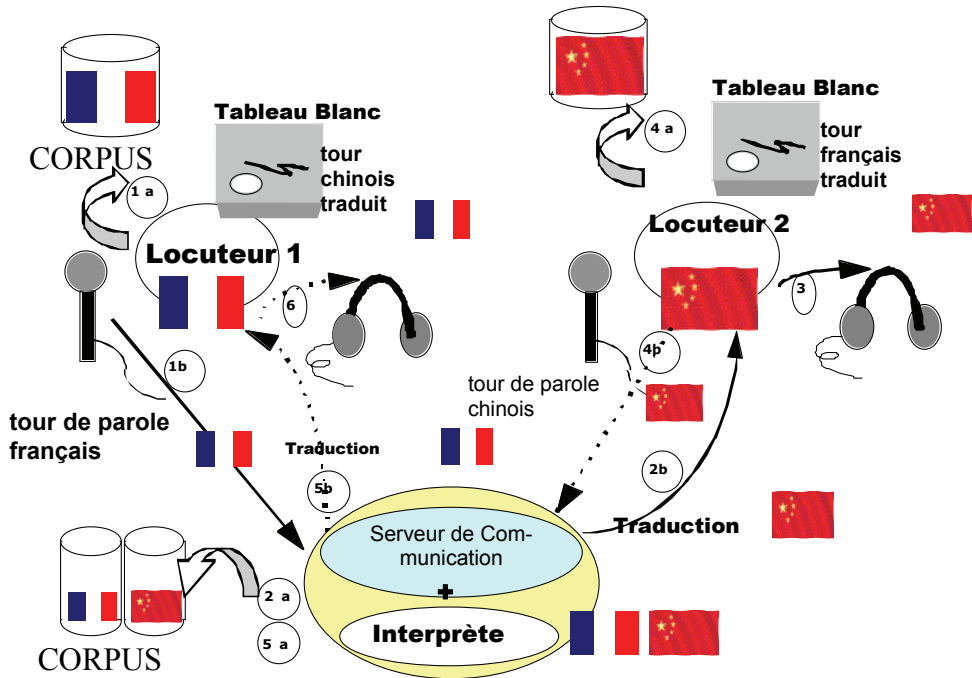 CORPUS
1 a
Tableau Blanc
tour
chinois
traduit
Locuteur 1
6
1b
tour de parole
français
Traduction
5b
4 a
Tableau Blanc
tour
français
traduit
Locuteur 2
3
4b
tour de parole
chinois
2b
Traduction
Serveur de Com-
munication
+
Interprète
2 a
5 a
CORPUS